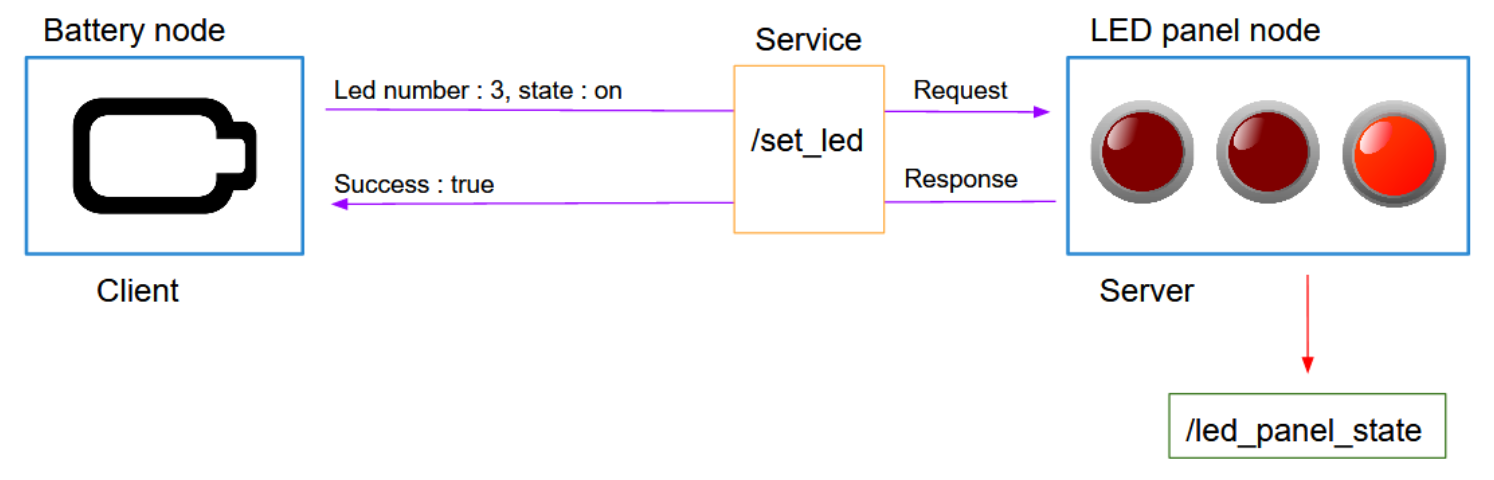 Battery node
Service
LED panel node
Led number : 3, state : on
Request
/set_led
Success : true
Response
Client
Server
/led_panel_state